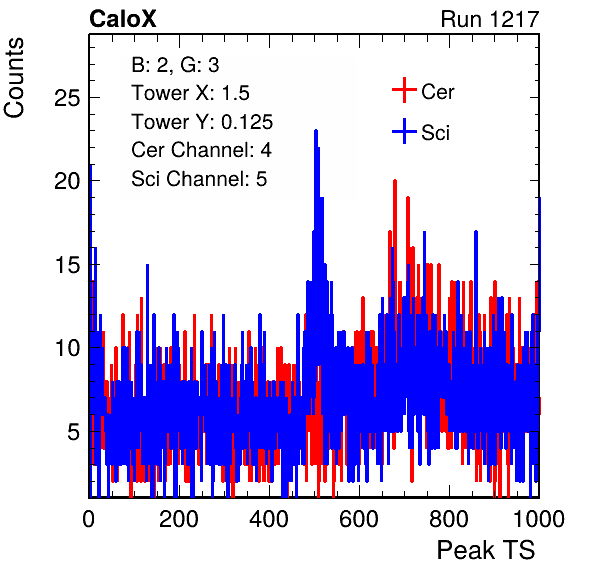 CaloX Run 1217
Counts
B: 2, G: 3
Tower X: 1.5
Tower Y: 0.125
Cer Channel: 4
Sci Channel: 5
Cer
Sci
25
20
15
10
5
0 200 400 600 800 1000
Peak TS